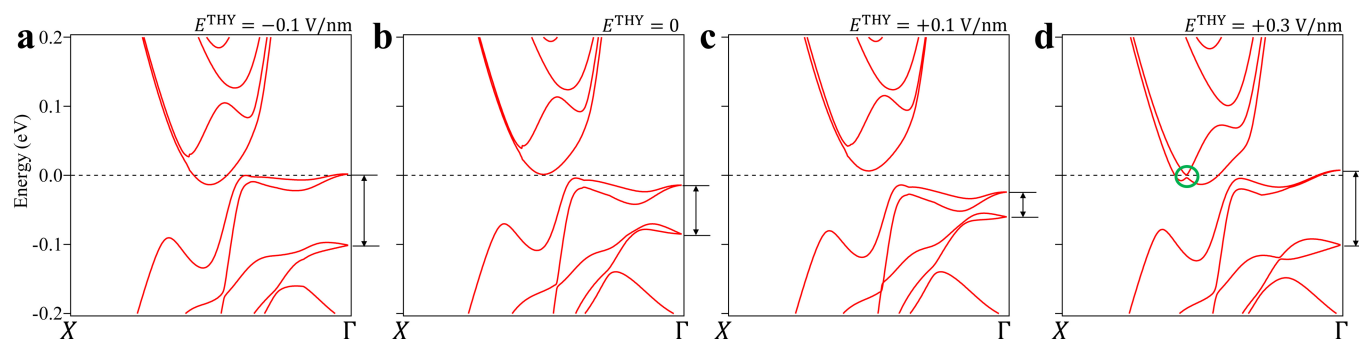 a
E^THY = −0.1 V/nm
b
E^THY = 0
c
E^THY = +0.1 V/nm
d
E^THY = +0.3 V/nm
Energy (eV)
0.2
0.1
0.0
-0.1
-0.2
X
Γ
X
Γ
X
Γ
X
Γ